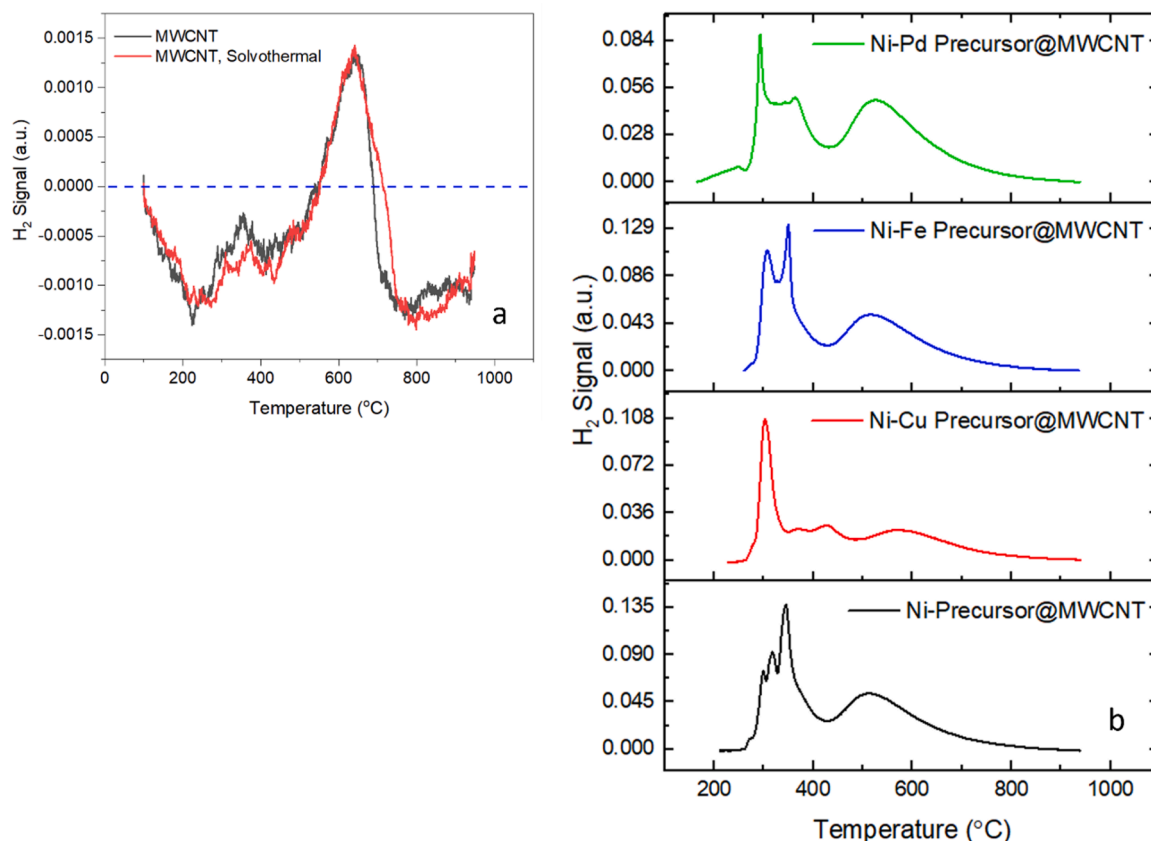 MWCNT
MWCNT, Solvothermal
0.0015
0.0010
0.0005
0.0000
-0.0005
-0.0010
-0.0015
H2 Signal (a.u.)
a
0 200 400 600 800 1000
Temperature (°C)
Ni-Pd Precursor@MWCNT
0.084
0.056
0.028
0.000
Ni-Fe Precursor@MWCNT
0.129
0.086
0.043
0.000
H2 Signal (a.u.)
Ni-Cu Precursor@MWCNT
0.108
0.072
0.036
0.000
Ni-Precursor@MWCNT
0.135
0.090
0.045
0.000
b
200 400 600 800 1000
Temperature (°C)